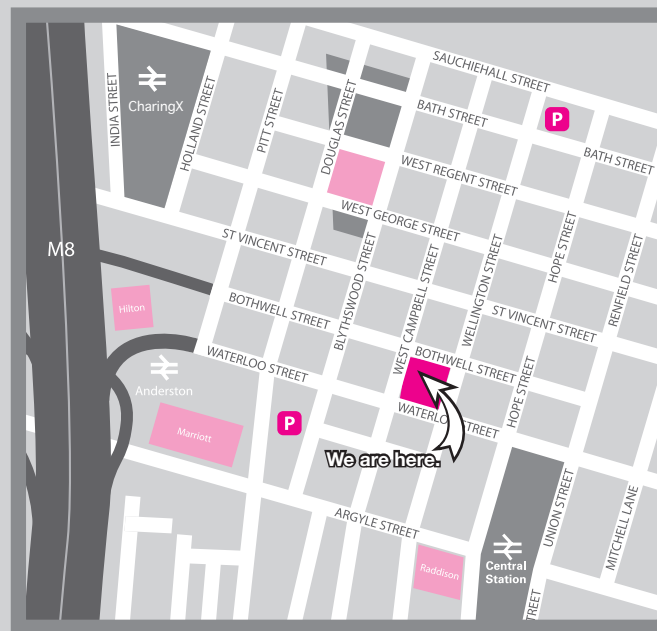 SAUCHIEHALL STREET
CharingX
INDIA STREET
HOLLAND STREET
PITT STREET
DOUGLAS STREET
BATH STREET
P
BATH STREET
WEST REGENT STREET
WEST GEORGE STREET
ST VINCENT STREET
M8
HOPE STREET
RENFIELD STREET
BLYTHSWOOD STREET
WEST CAMPBELL STREET
WELLINGTON STREET
Hilton
BOTHWELL STREET
ST VINCENT STREET
WATERLOO STREET
BOTHWELL STREET
Anderston
HOPE STREET
WATERLOO STREET
P
Marriott
We are here.
UNION STREET
MITCHELL LANE
ARGYLE STREET
Raddison
Central
Station
TREET